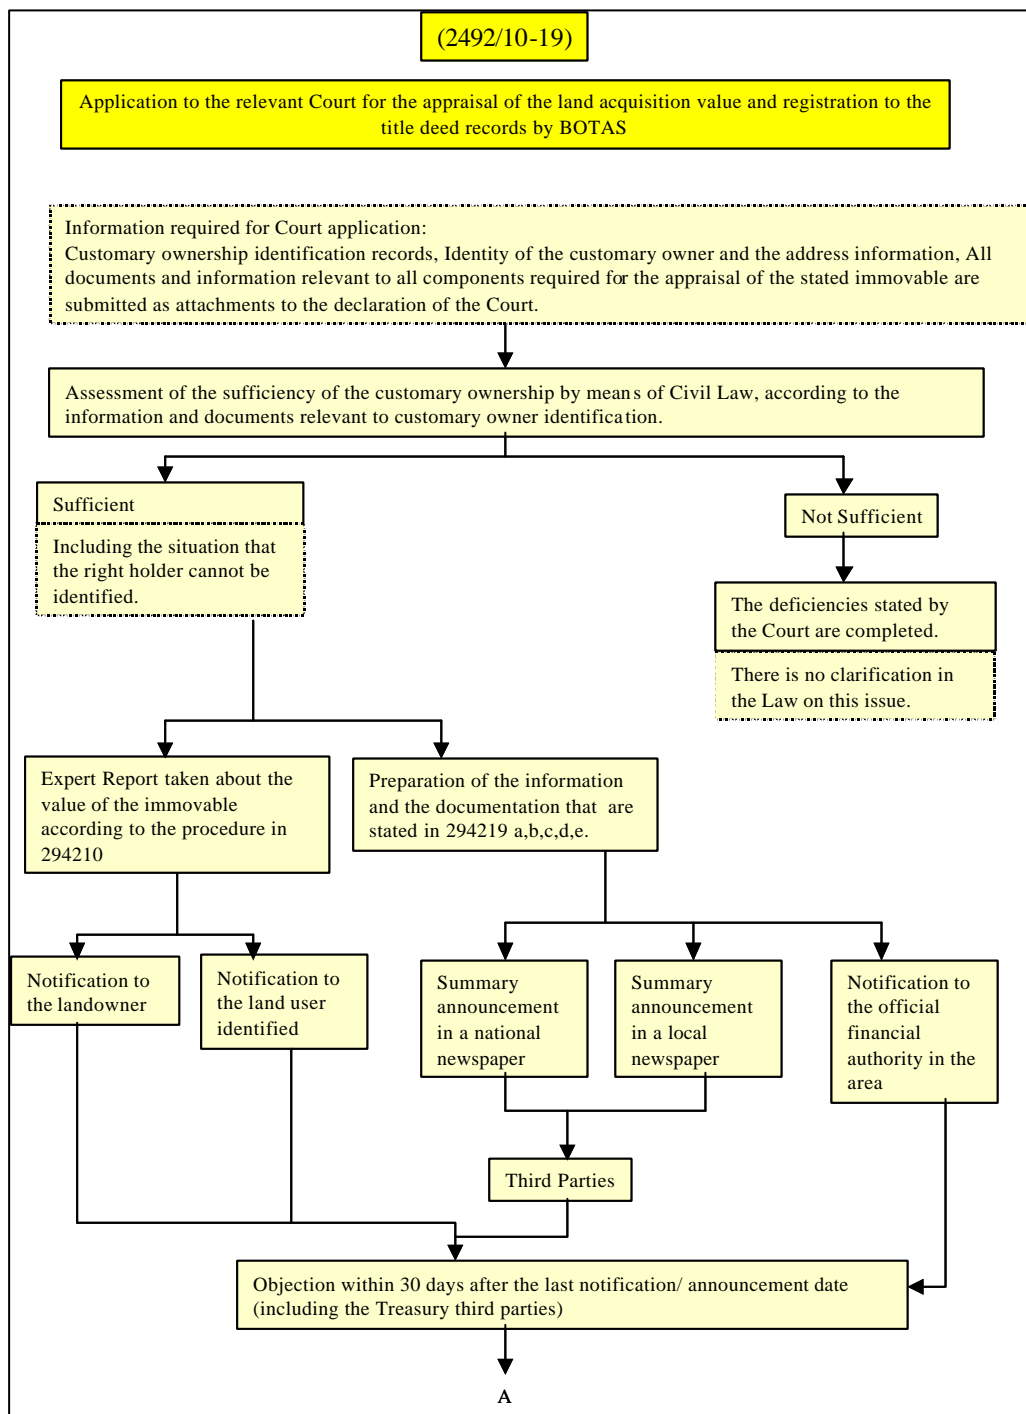 (2492/10-19)
Application to the relevant Court for the appraisal of the land acquisition value and registration to the
title deed records by BOTAS
Information required for Court application:
Customary ownership identification records, Identity of the customary owner and the address information, All
documents and information relevant to all components required for the appraisal of the stated immovable are
submitted as attachments to the declaration of the Court.
Assessment of the sufficiency of the customary ownership by means of Civil Law, according to the
information and documents relevant to customary owner identification.
Sufficient
Including the situation that
the right holder cannot be
identified.
Not Sufficient
The deficiencies stated by
the Court are completed.
There is no clarification in
the Law on this issue.
Expert Report taken about the
value of the immovable
according to the procedure in
294210
Preparation of the information
and the documentation that are
stated in 294219 a,b,c,d,e.
Notification to
the landowner
Notification to
the land user
identified
Summary
announcement
in a national
newspaper
Summary
announcement
in a local
newspaper
Notification to
the official
financial
authority in the
area
Third Parties
Objection within 30 days after the last notification/ announcement date
(including the Treasury third parties)
A